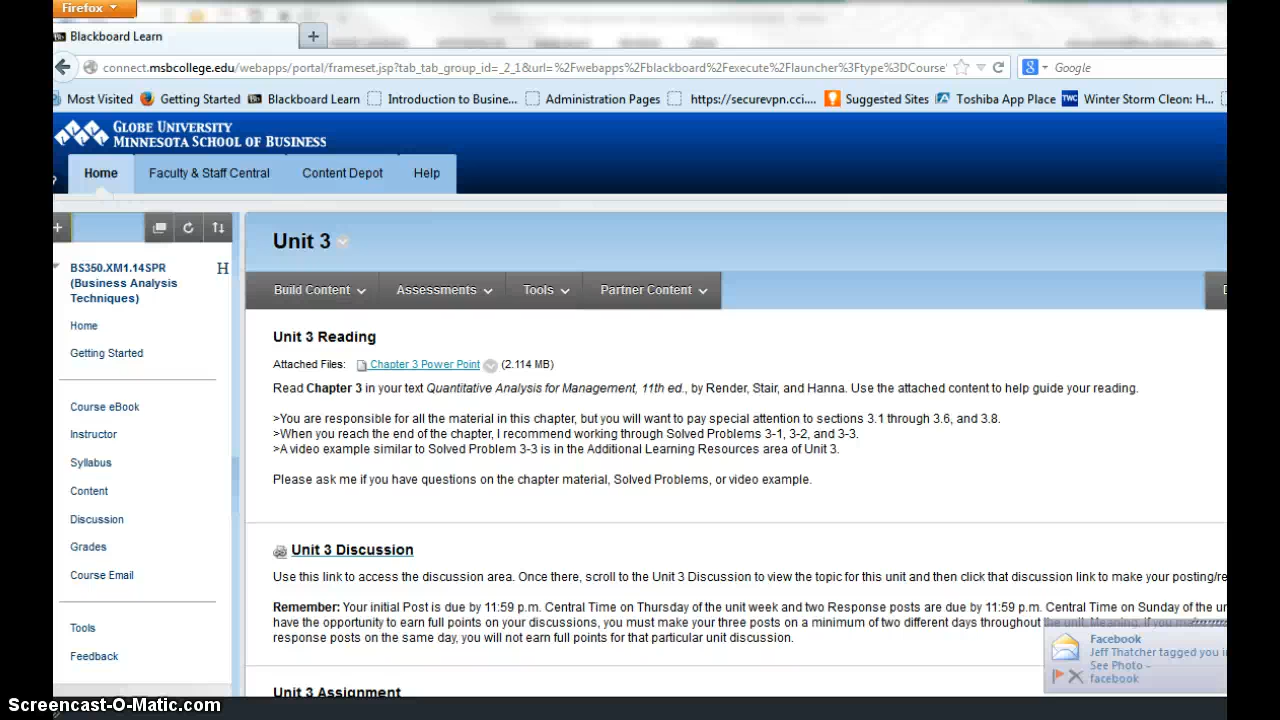 Firefox
Blackboard Learn
connect.msbcollege.edu/webapps/portal/frameset.jsp?tab_tab_group_id=_2_1&url=%2Fwebapps%2Fblackboard%2Fexecute%2Flauncher%3Ftype%3DCourse
Google
Most Visited Getting Started Blackboard Learn Introduction to Busine... Administration Pages https://securevpn.cci.... Suggested Sites Toshiba App Place Winter Storm Cleon: H...
GLOBE UNIVERSITY
MINNESOTA SCHOOL OF BUSINESS
Home Faculty & Staff Central Content Depot Help
BS350.XM1.14SPR
(Business Analysis
Techniques)
Home
Getting Started
Course eBook
Instructor
Syllabus
Content
Discussion
Grades
Course Email
Tools
Feedback
Unit 3
Build Content Assessments Tools Partner Content
Unit 3 Reading
Attached Files: Chapter 3 Power Point (2.114 MB)
Read Chapter 3 in your text Quantitative Analysis for Management, 11th ed., by Render, Stair, and Hanna. Use the attached content to help guide your reading.
>You are responsible for all the material in this chapter, but you will want to pay special attention to sections 3.1 through 3.6, and 3.8.
>When you reach the end of the chapter, I recommend working through Solved Problems 3-1, 3-2, and 3-3.
>A video example similar to Solved Problem 3-3 is in the Additional Learning Resources area of Unit 3.
Please ask me if you have questions on the chapter material, Solved Problems, or video example.
Unit 3 Discussion
Use this link to access the discussion area. Once there, scroll to the Unit 3 Discussion to view the topic for this unit and then click that discussion link to make your posting/re
Remember: Your initial Post is due by 11:59 p.m. Central Time on Thursday of the unit week and two Response posts are due by 11:59 p.m. Central Time on Sunday of the un
have the opportunity to earn full points on your discussions, you must make your three posts on a minimum of two different days throughout the unit. Meaning, if you
response posts on the same day, you will not earn full points for that particular unit discussion.
Unit 3 Assignment
Facebook
Jeff Thatcher tagged you i
See Photo -
facebook
Screencast-O-Matic.com